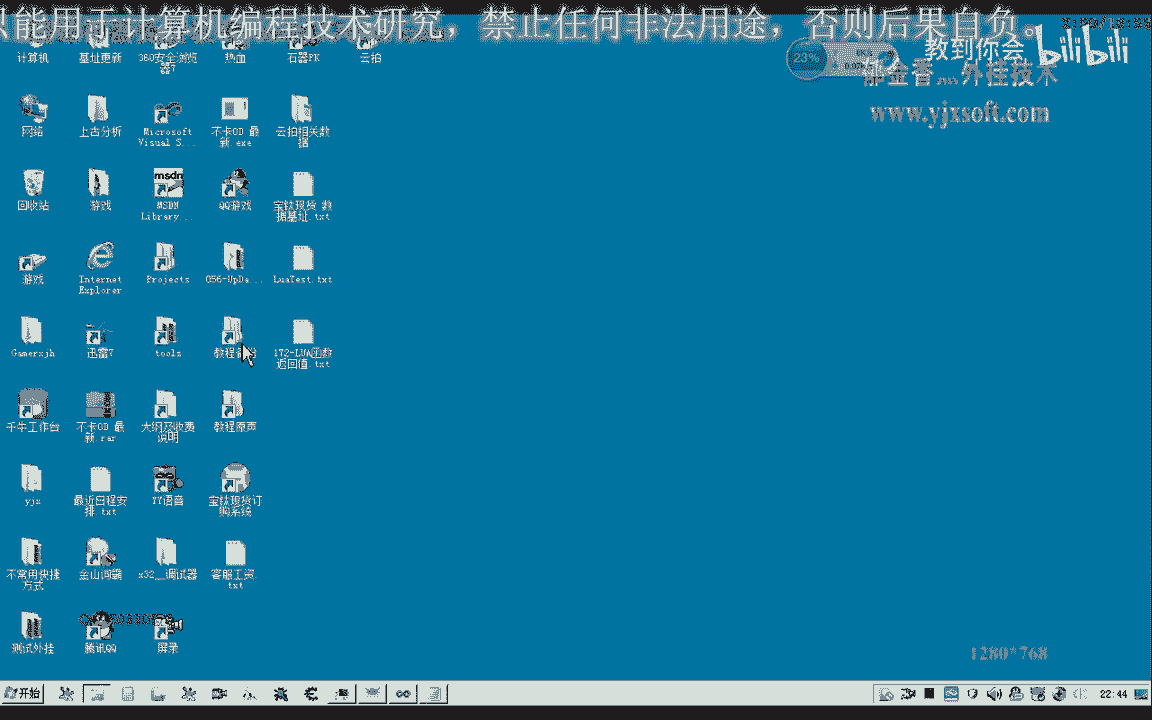 只能用于计算机编程技术研究，禁止任何非法用途，否则后果自负。
教到你会
bilibili
23%
郁金香 外挂技术
www.yjxsoft.com
计算机
基址更新
360安全浏览
器7
热血
石器PK
云拍
网络
上古分析
Microsoft
Visual S...
不卡OD 最
新.exe
云拍相关数
据
回收站
游戏
msdn
MSDN
Library ...
QQ游戏
宝钛现货 数
据基址.txt
游戏
Internet
Explorer
Projects
056-UpDa...
LuaTest.txt
Gamerxjh
迅雷7
tools
172-LUA函数
返回值.txt
千牛工作台
不卡OD 最
新.rar
大纲及收费
说明
教程原声
yjx
最近日程安
排.txt
YY语音
宝钛现货订
购系统
不常用快捷
方式
金山词霸
x32__调试器
客服工资.
txt
测试外挂
腾讯QQ
屏录
1280*768
开始
22:44